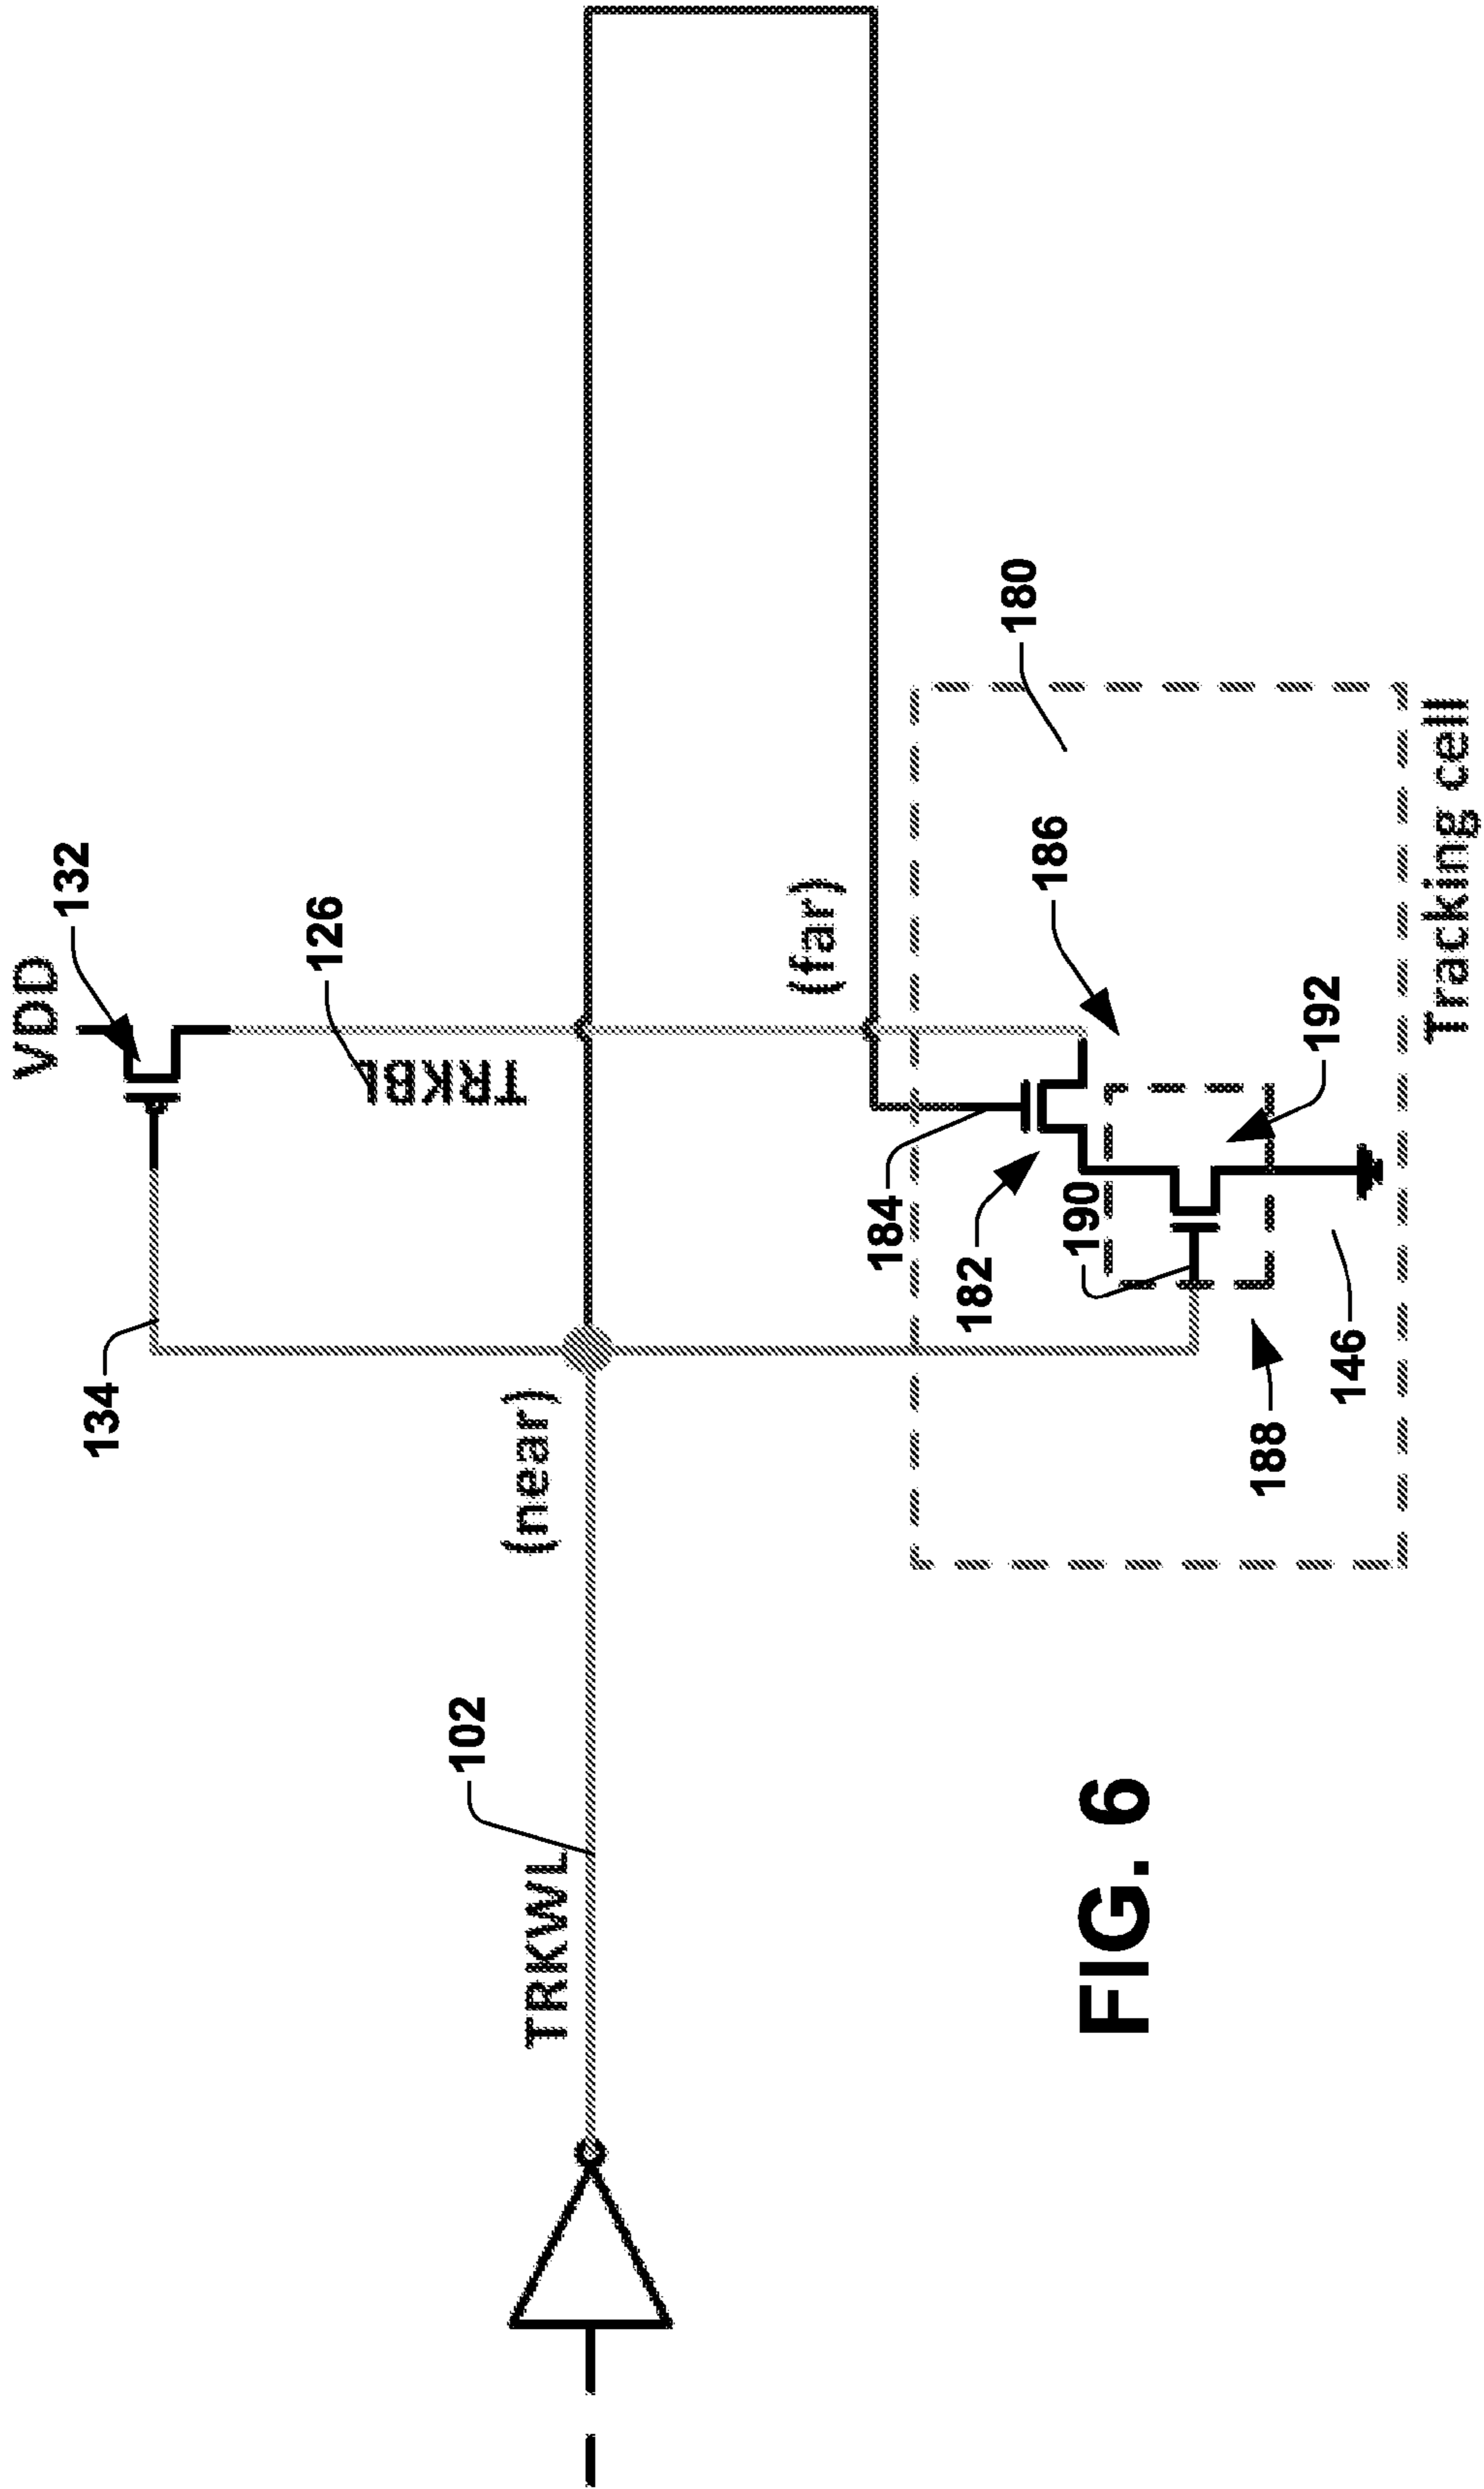 VDD
132
126
TRKBL
134
(near)
(far)
TRKWL
102
180
186
184
182
190
192
188
146
Tracking cell
FIG. 6